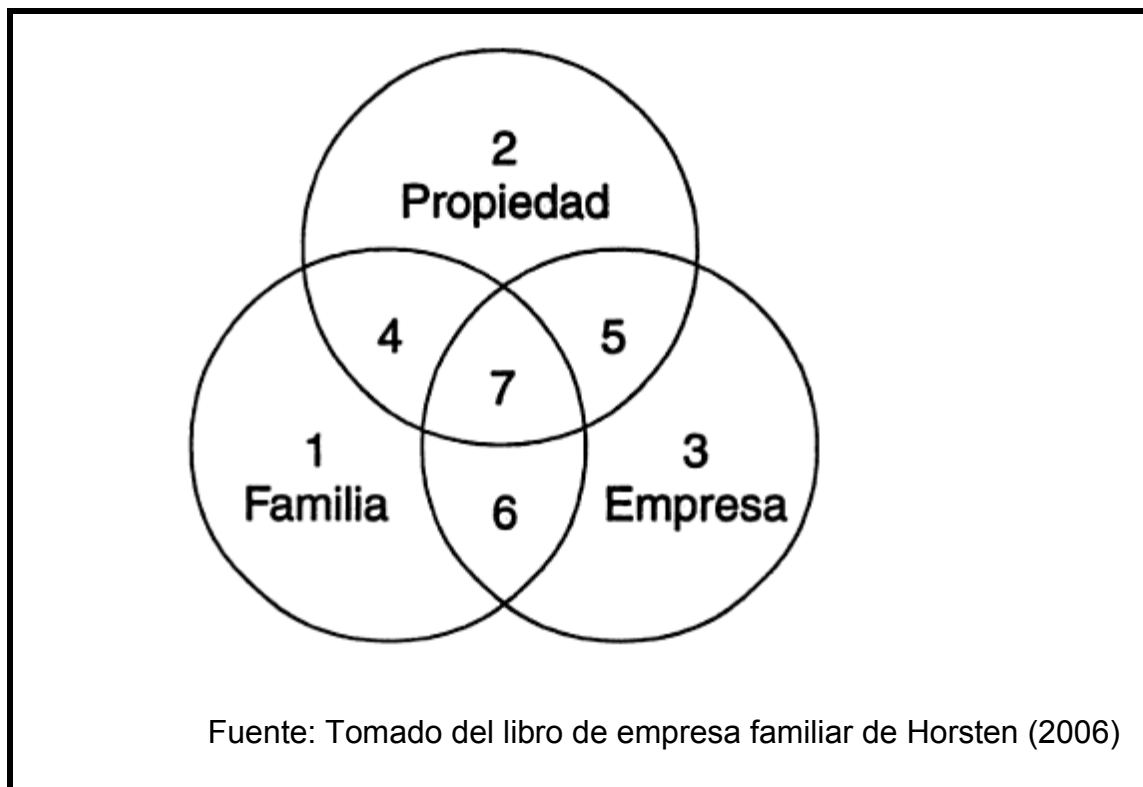 2
Propiedad
4
5
7
1
Familia
3
Empresa
6
Fuente: Tomado del libro de empresa familiar de Horsten (2006)